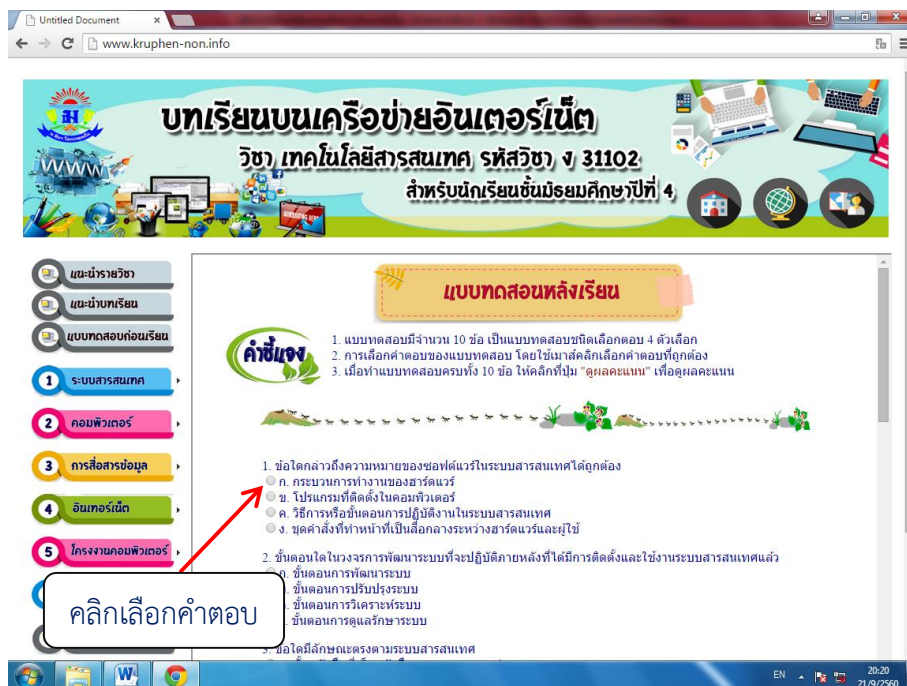 Untitled Document
www.kruphen-non.info
บทเรียนบนเครือข่ายอินเตอร์เน็ต
วิชา เทคโนโลยีสารสนเทศ รหัสวิชา ง 31102
สำหรับนักเรียนชั้นมัธยมศึกษาปีที่ 4
WWW
แนะนำรายวิชา
แนะนำบทเรียน
แบบทดสอบก่อนเรียน
1 ระบบสารสนเทศ
2 คอมพิวเตอร์
3 การสื่อสารข้อมูล
4 อินเทอร์เน็ต
5 โครงงานคอมพิวเตอร์
แบบทดสอบหลังเรียน
คำชี้แจง
1. แบบทดสอบมีจำนวน 10 ข้อ เป็นแบบทดสอบชนิดเลือกตอบ 4 ตัวเลือก
2. การเลือกคำตอบของแบบทดสอบ โดยใช้เมาส์คลิกเลือกคำตอบที่ถูกต้อง
3. เมื่อทำแบบทดสอบครบทั้ง 10 ข้อ ให้คลิกที่ปุ่ม "ดูผลคะแนน" เพื่อดูผลคะแนน
1. ข้อใดกล่าวถึงความหมายของซอฟต์แวร์ในระบบสารสนเทศได้ถูกต้อง
ก. กระบวนการทำงานของฮาร์ดแวร์
ข. โปรแกรมที่ติดตั้งในคอมพิวเตอร์
ค. วิธีการหรือขั้นตอนการปฏิบัติงานในระบบสารสนเทศ
ง. ชุดคำสั่งที่ทำหน้าที่เป็นสื่อกลางระหว่างฮาร์ดแวร์และผู้ใช้
2. ขั้นตอนใดในวงจรการพัฒนาระบบที่จะปฏิบัติภายหลังที่ได้มีการติดตั้งและใช้งานระบบสารสนเทศแล้ว
ก. ขั้นตอนการพัฒนาระบบ
ขั้นตอนการปรับปรุงระบบ
ขั้นตอนการวิเคราะห์ระบบ
ขั้นตอนการดูแลรักษาระบบ
ข้อใดมีลักษณะตรงตามระบบสารสนเทศ
คลิกเลือกคำตอบ
EN
20:20
21/9/2560